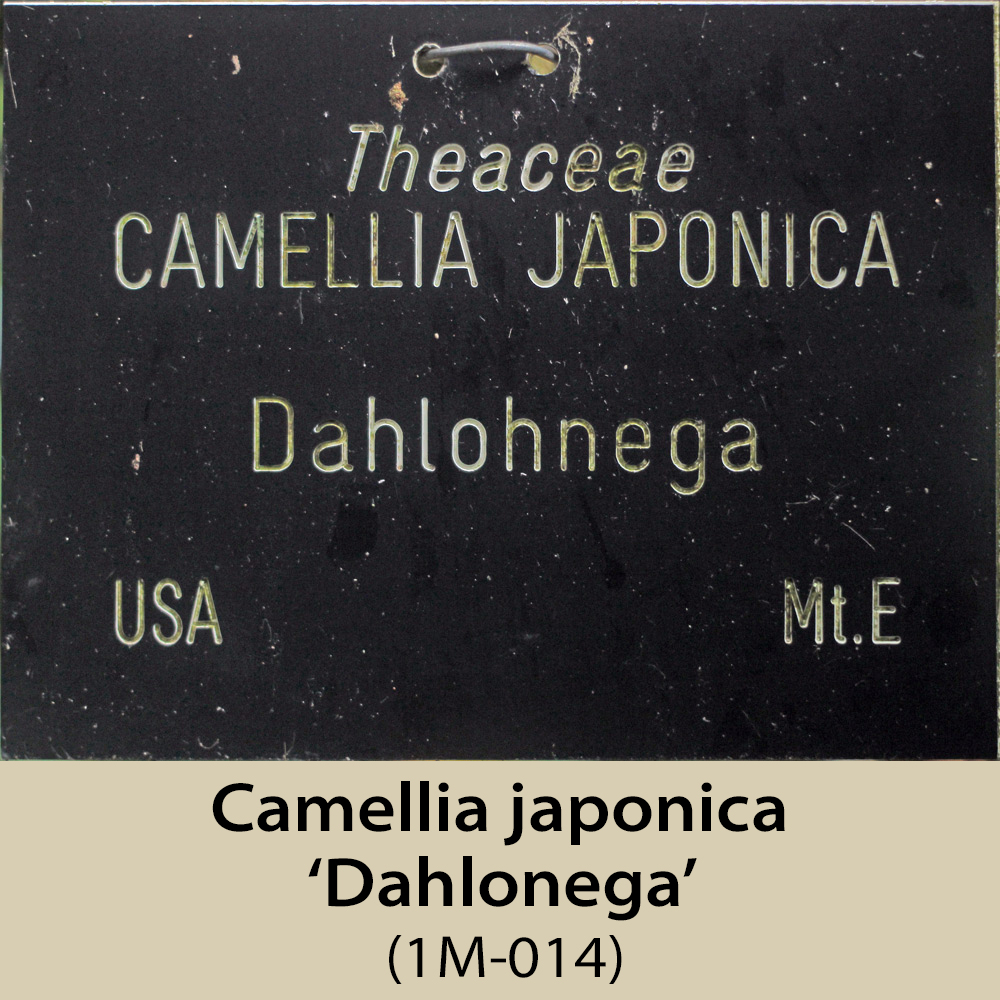 Theaceae
CAMELLIA JAPONICA
Dahlohnega
USA Mt.E
Camellia japonica
‘Dahlonega’
(1M-014)